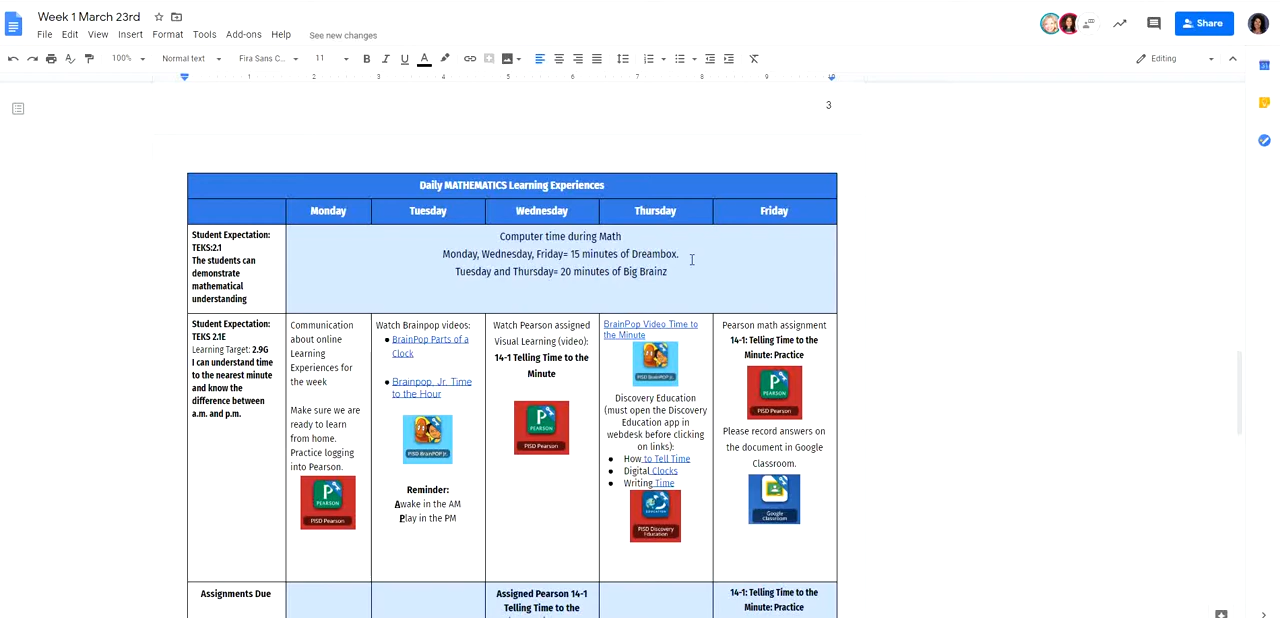 Week 1 March 23rd
File Edit View Insert Format Tools Add-ons Help See new changes
Share
100% Normal text Fira Sans C... 11 Editing
1 2 3 4 5 6 7 8 9
3
Daily MATHEMATICS Learning Experiences
Monday Tuesday Wednesday Thursday Friday
Student Expectation:
TEKS:2.1
The students can
demonstrate
mathematical
understanding
Computer time during Math
Monday, Wednesday, Friday= 15 minutes of Dreambox.
Tuesday and Thursday= 20 minutes of Big Brainz
Student Expectation:
TEKS 2.1E
Learning Target: 2.9G
I can understand time
to the nearest minute
and know the
difference between
a.m. and p.m.
Communication
about online
Learning
Experiences for
the week
Make sure we are
ready to learn
from home.
Practice logging
into Pearson.
PEARSON
PISD Pearson
Watch Brainpop videos:
● BrainPop Parts of a
Clock
● Brainpop, Jr. Time
to the Hour
PISD BrainPOP Jr.
Reminder:
Awake in the AM
Play in the PM
Watch Pearson assigned
Visual Learning (video):
14-1 Telling Time to the
Minute
PEARSON
PISD Pearson
BrainPop Video Time to
the Minute
PISD BrainPOP Jr.
Discovery Education
(must open the Discovery
Education app in
webdesk before clicking
on links):
● How to Tell Time
● Digital Clocks
● Writing Time
EDUCATION
PISD Discovery
Education
Pearson math assignment
14-1: Telling Time to the
Minute: Practice
PEARSON
PISD Pearson
Please record answers on
the document in Google
Classroom.
Google
Classroom
Assignments Due
Assigned Pearson 14-1
Telling Time to the
14-1: Telling Time to the
Minute: Practice